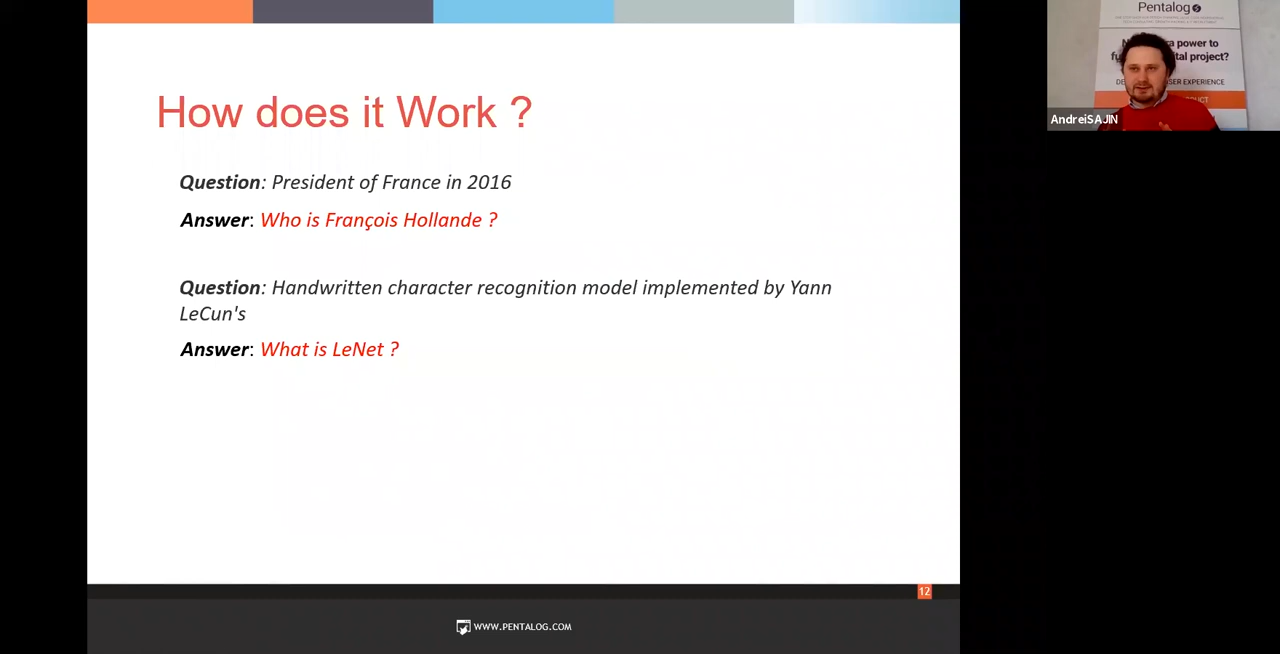 How does it Work ?
Question: President of France in 2016
Answer: Who is François Hollande ?
Question: Handwritten character recognition model implemented by Yann
LeCun's
Answer: What is LeNet ?
12
WWW.PENTALOG.COM
Pentalog
power to
ital project?
SER EXPERIENCE
AndreiSAJIN